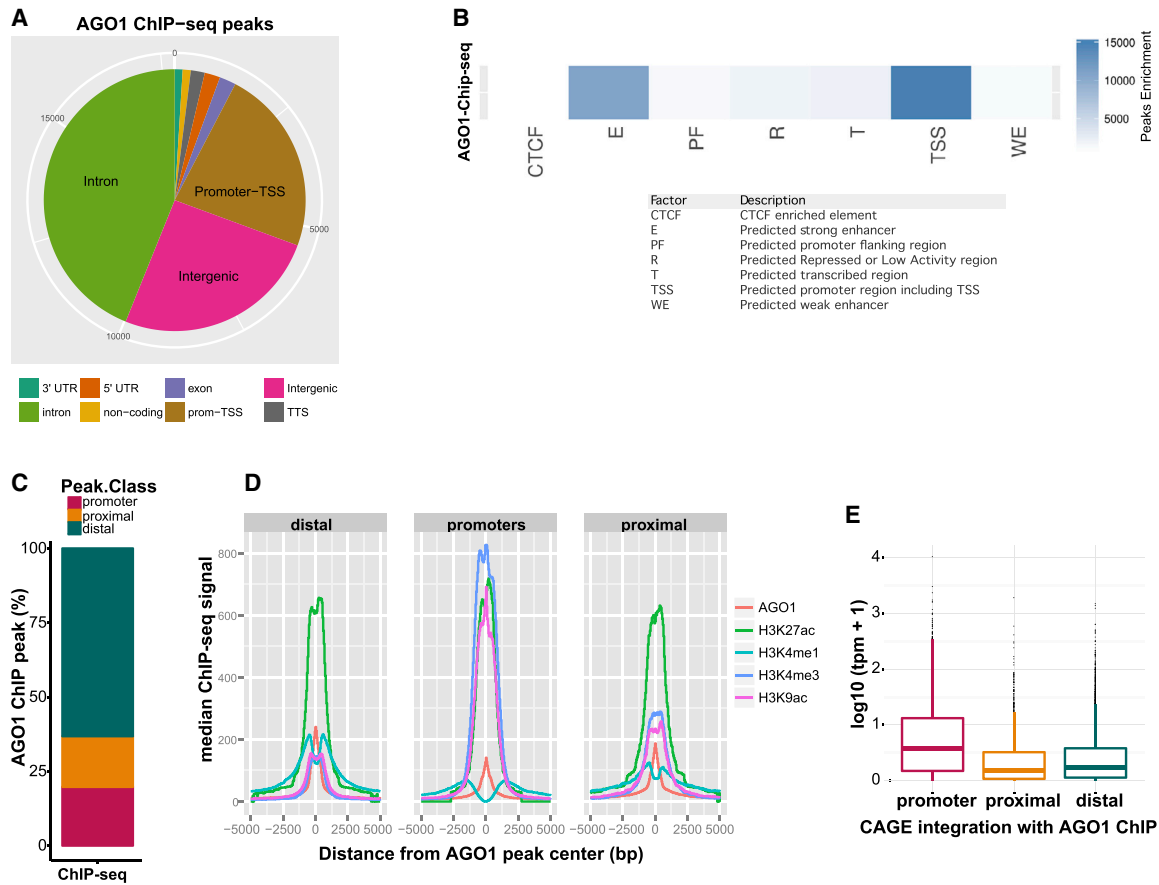 A
AGO1 ChIP−seq peaks
0
15000
5000
10000
Intron
Promoter−TSS
Intergenic
3' UTR 5' UTR exon Intergenic
intron non−coding prom−TSS TTS
B
AGO1-Chip-seq
CTCF
E
PF
R
T
TSS
WE
15000
10000
5000
Peaks Enrichment
Factor Description
CTCF CTCF enriched element
E Predicted strong enhancer
PF Predicted promoter flanking region
R Predicted Repressed or Low Activity region
T Predicted transcribed region
TSS Predicted promoter region including TSS
WE Predicted weak enhancer
C
Peak.Class
promoter
proximal
distal
AGO1 ChIP peak (%)
100
75
50
25
0
ChIP-seq
D
distal promoters proximal
median ChIP−seq signal
800
600
400
200
0
−5000 −2500 0 2500 5000 −5000 −2500 0 2500 5000 −5000 −2500 0 2500 5000
Distance from AGO1 peak center (bp)
AGO1
H3K27ac
H3K4me1
H3K4me3
H3K9ac
E
log10 (tpm + 1)
4
3
2
1
0
promoter proximal distal
CAGE integration with AGO1 ChIP